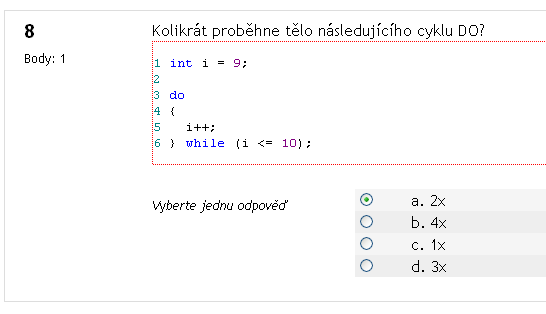 8
Body: 1
Kolikrát proběhne tělo následujícího cyklu DO?
1 int i = 9;
2
3 do
4 {
5 i++;
6 } while (i <= 10);
Vyberte jednu odpověď
a. 2x
b. 4x
c. 1x
d. 3x